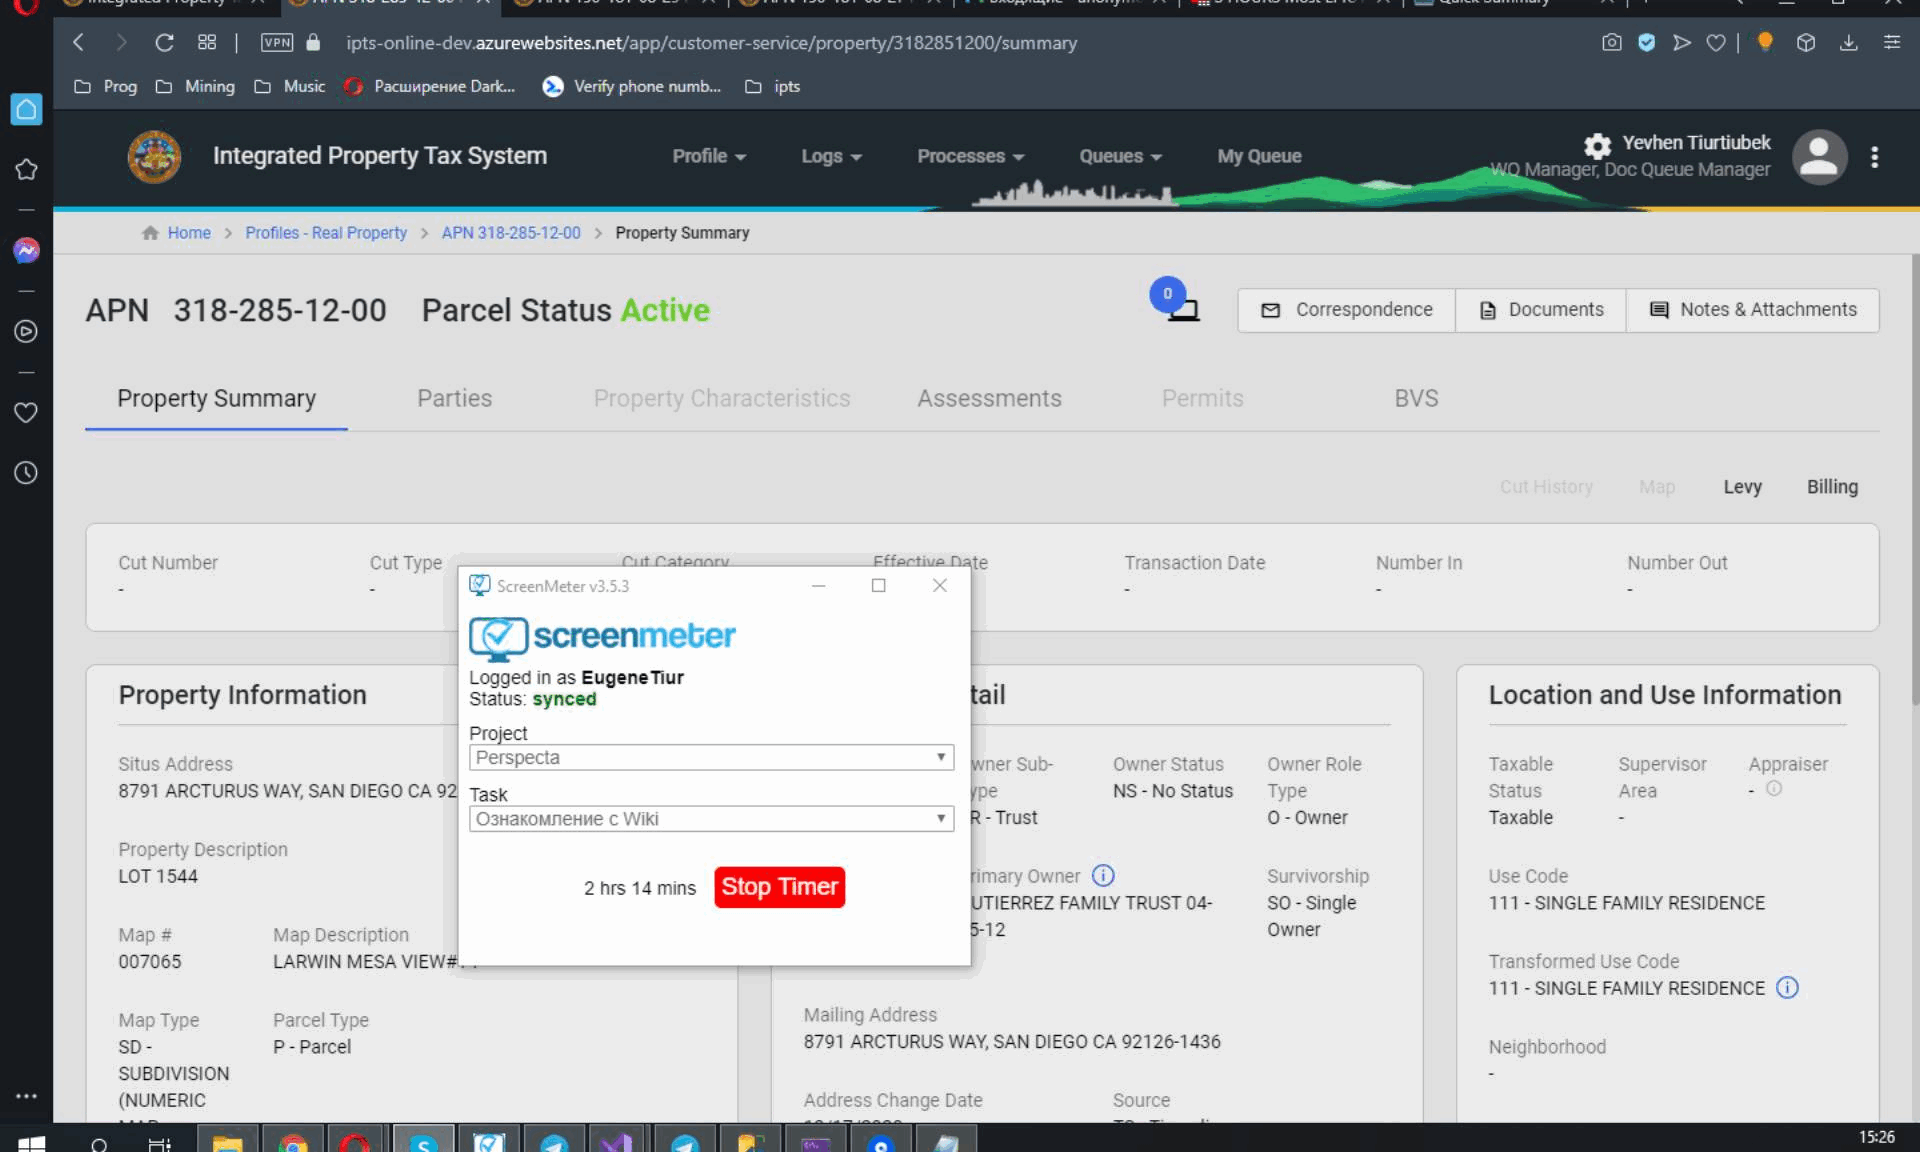 VPN
ipts-online-dev.azurewebsites.net/app/customer-service/property/3182851200/summary
Prog
Mining
Music
Расширение Dark...
Verify phone numb...
ipts
Integrated Property Tax System
Profile
Logs
Processes
Queues
My Queue
Yevhen Tiurtiubek
WQ Manager, Doc Queue Manager
Home > Profiles - Real Property > APN 318-285-12-00 > Property Summary
APN 318-285-12-00 Parcel Status Active
0
Correspondence
Documents
Notes & Attachments
Property Summary
Parties
Property Characteristics
Assessments
Permits
BVS
Cut History
Map
Levy
Billing
Cut Number
-
Cut Type
-
Cut Category
Effective Date
Transaction Date
-
Number In
-
Number Out
-
ScreenMeter v3.5.3
screenmeter
Logged in as EugeneTiur
Status: synced
Project
Perspecta
Task
Ознакомление с Wiki
2 hrs 14 mins
Stop Timer
Property Information
Situs Address
8791 ARCTURUS WAY, SAN DIEGO CA 92
Property Description
LOT 1544
Map #
007065
Map Description
LARWIN MESA VIEW#
Map Type
SD -
SUBDIVISION
(NUMERIC
Parcel Type
P - Parcel
tail
wner Sub-
ype
R - Trust
Owner Status
NS - No Status
Owner Role
Type
O - Owner
rimary Owner
UTIERREZ FAMILY TRUST 04-
5-12
Survivorship
SO - Single
Owner
Mailing Address
8791 ARCTURUS WAY, SAN DIEGO CA 92126-1436
Address Change Date
Source
Location and Use Information
Taxable
Status
Taxable
Supervisor
Area
-
Appraiser
-
Use Code
111 - SINGLE FAMILY RESIDENCE
Transformed Use Code
111 - SINGLE FAMILY RESIDENCE
Neighborhood
-
15:26